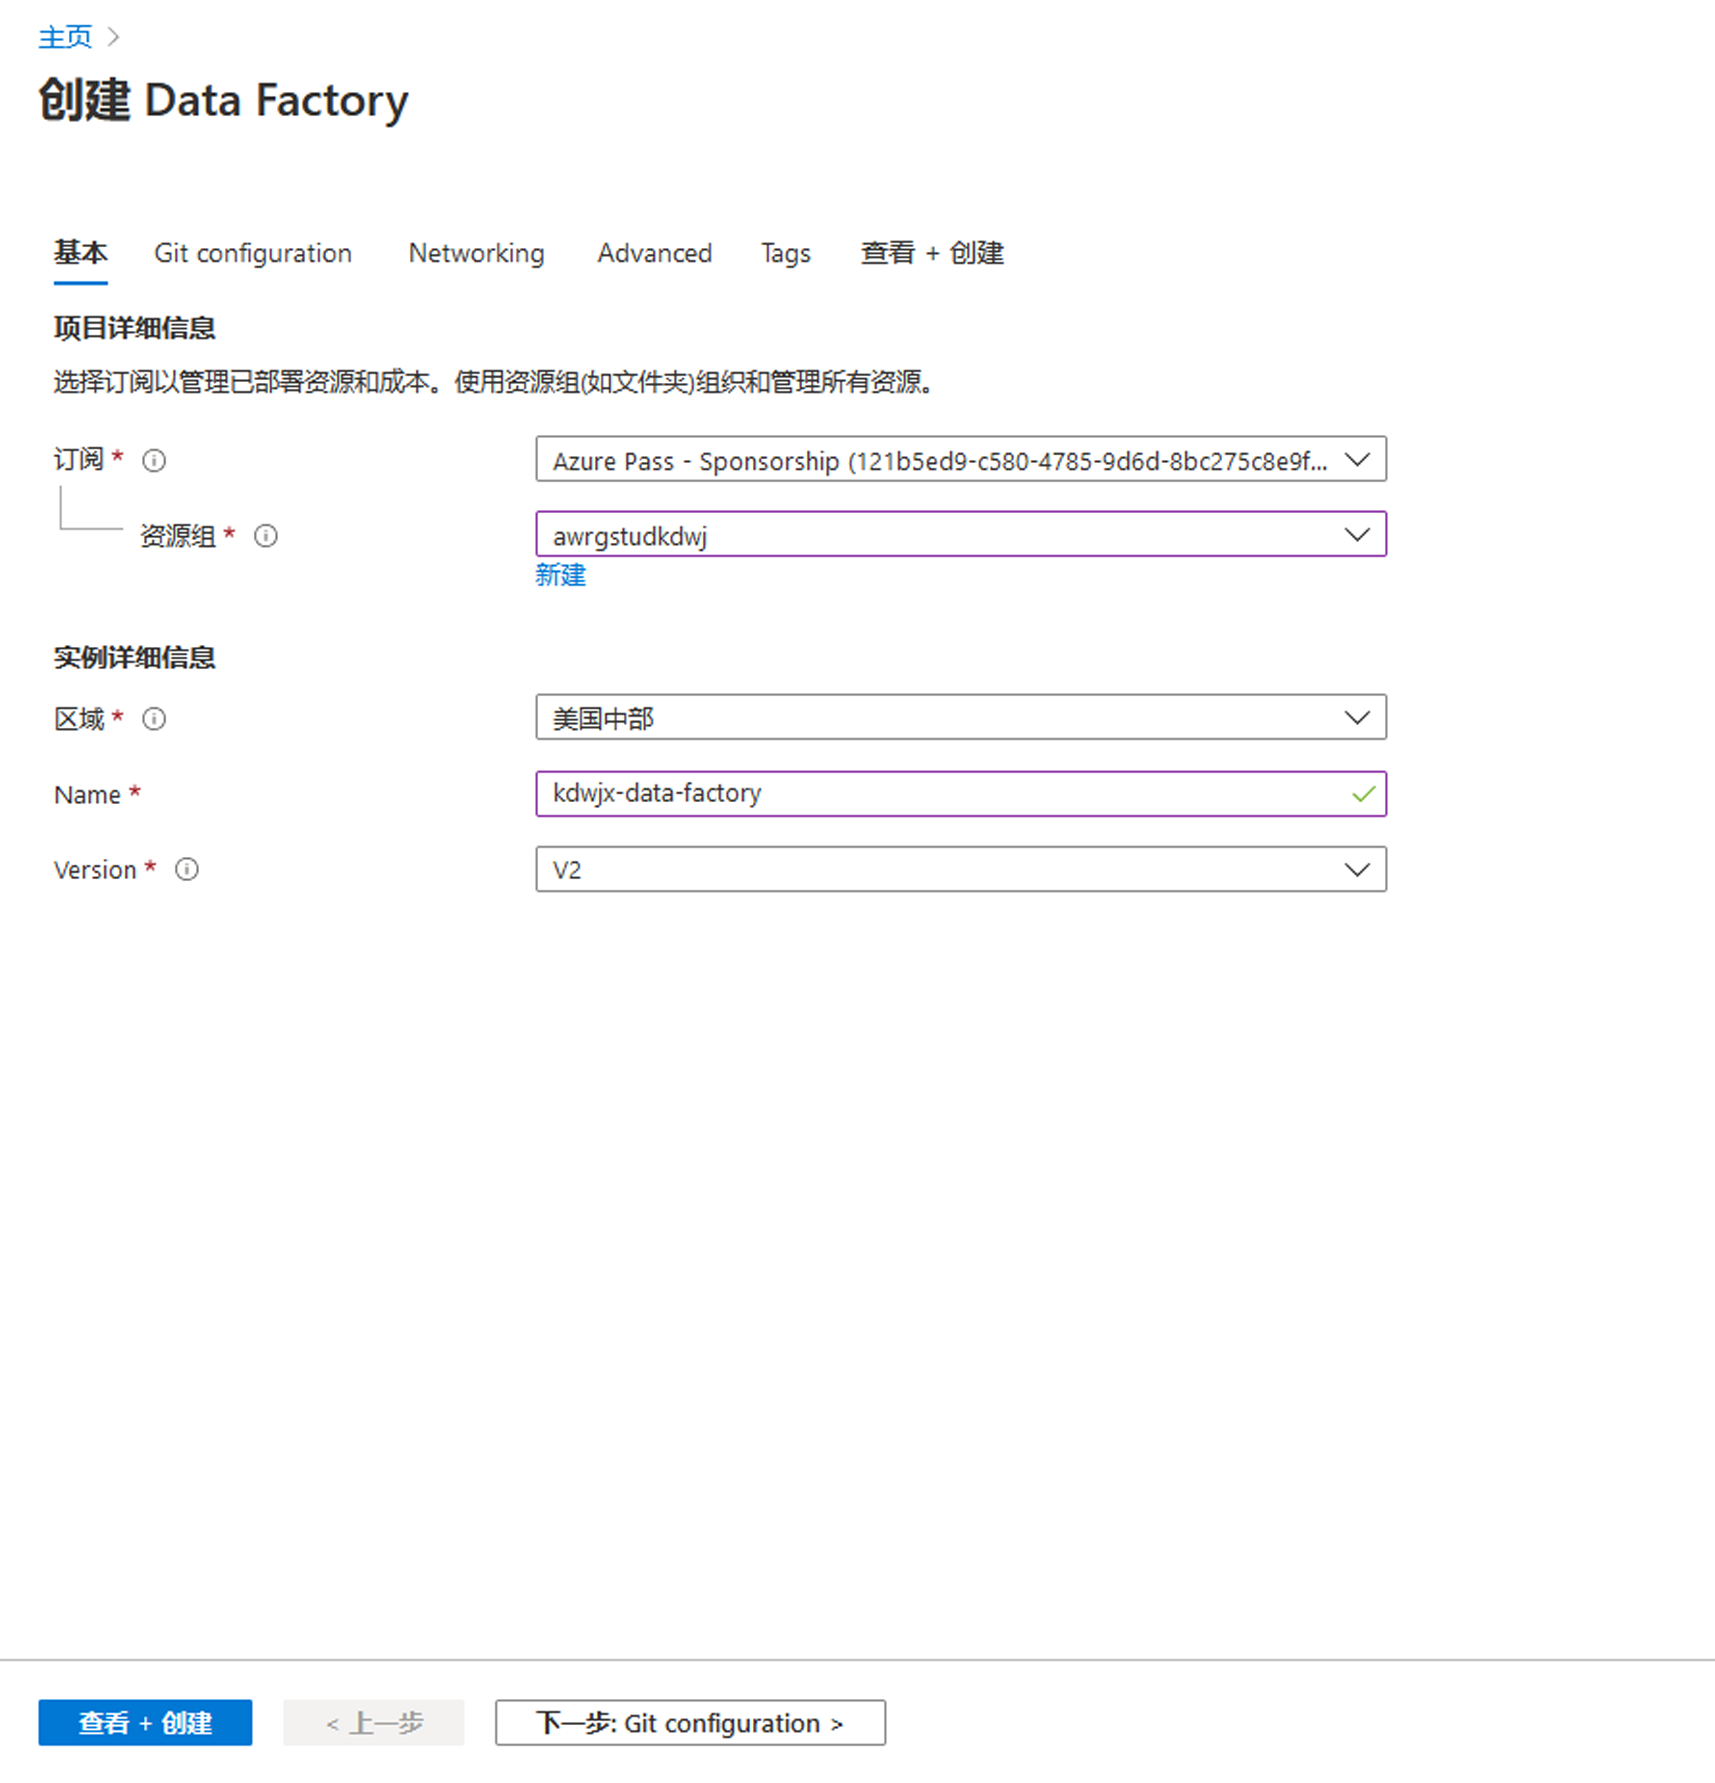 主页 >
创建 Data Factory
基本 Git configuration Networking Advanced Tags 查看 + 创建
项目详细信息
选择订阅以管理已部署资源和成本。使用资源组(如文件夹)组织和管理所有资源。
订阅 * Azure Pass - Sponsorship (121b5ed9-c580-4785-9d6d-8bc275c8e9f...
资源组 * awrgstudkdwj
新建
实例详细信息
区域 * 美国中部
Name * kdwjx-data-factory
Version * V2
查看 + 创建 < 上一步 下一步: Git configuration >